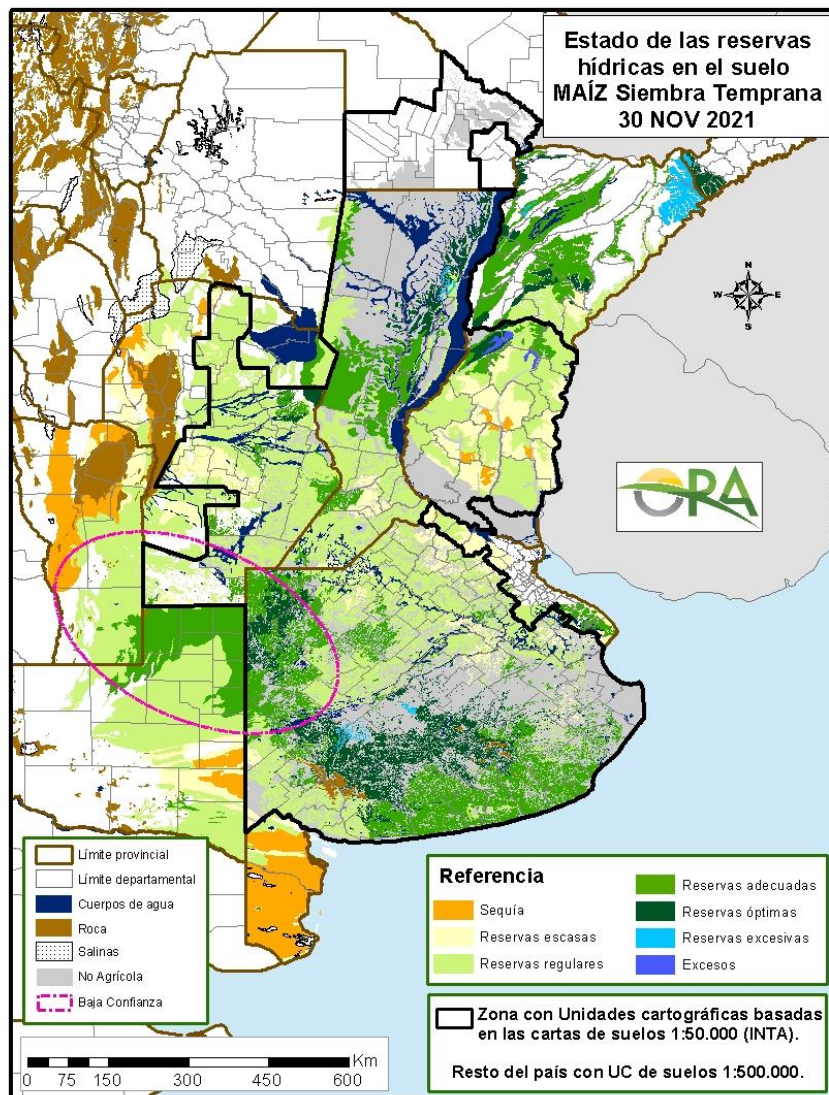 Estado de las reservas
hídricas en el suelo
MAÍZ Siembra Temprana
30 NOV 2021
N
W
E
S
OPA
Límite provincial
Límite departamental
Cuerpos de agua
Roca
Salinas
No Agrícola
Baja Confianza
Referencia
Sequía
Reservas escasas
Reservas regulares
Reservas adecuadas
Reservas óptimas
Reservas excesivas
Excesos
Zona con Unidades cartográficas basadas
en las cartas de suelos 1:50.000 (INTA).
Resto del país con UC de suelos 1:500.000.
Km
0 75 150 300 450 600